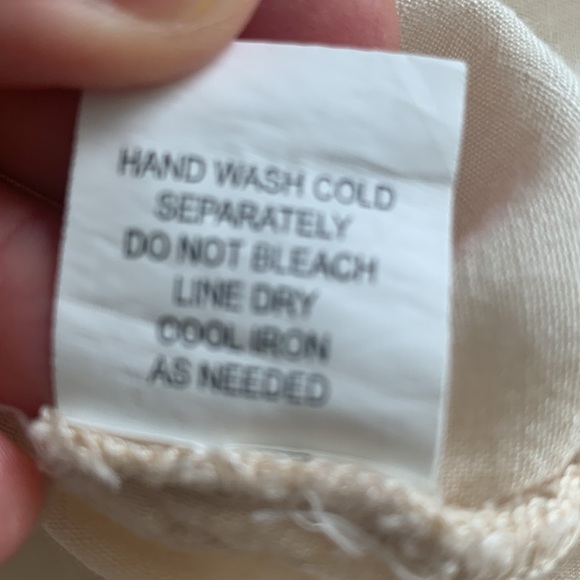 HAND WASH COLD
SEPARATELY
DO NOT BLEACH
LINE DRY
COOL IRON
AS NEEDED